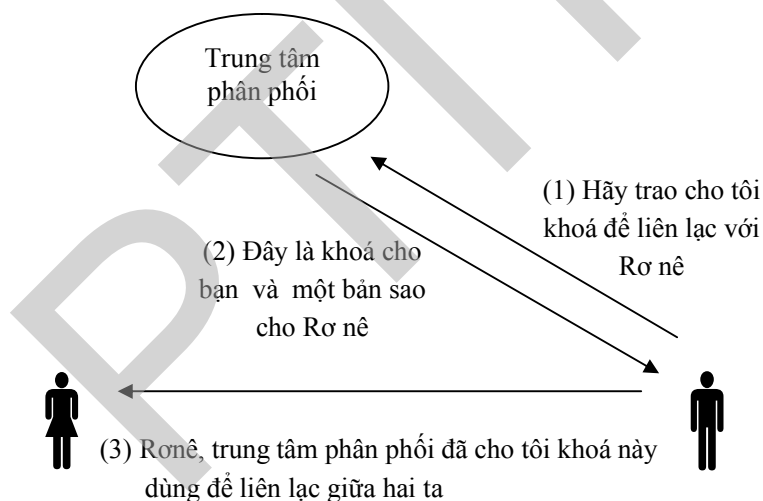 Trung tâm
phân phối
(1) Hãy trao cho tôi
khoá để liên lạc với
Rơ nê
(2) Đây là khoá cho
bạn và một bản sao
cho Rơ nê
(3) Rơnê, trung tâm phân phối đã cho tôi khoá này
dùng để liên lạc giữa hai ta